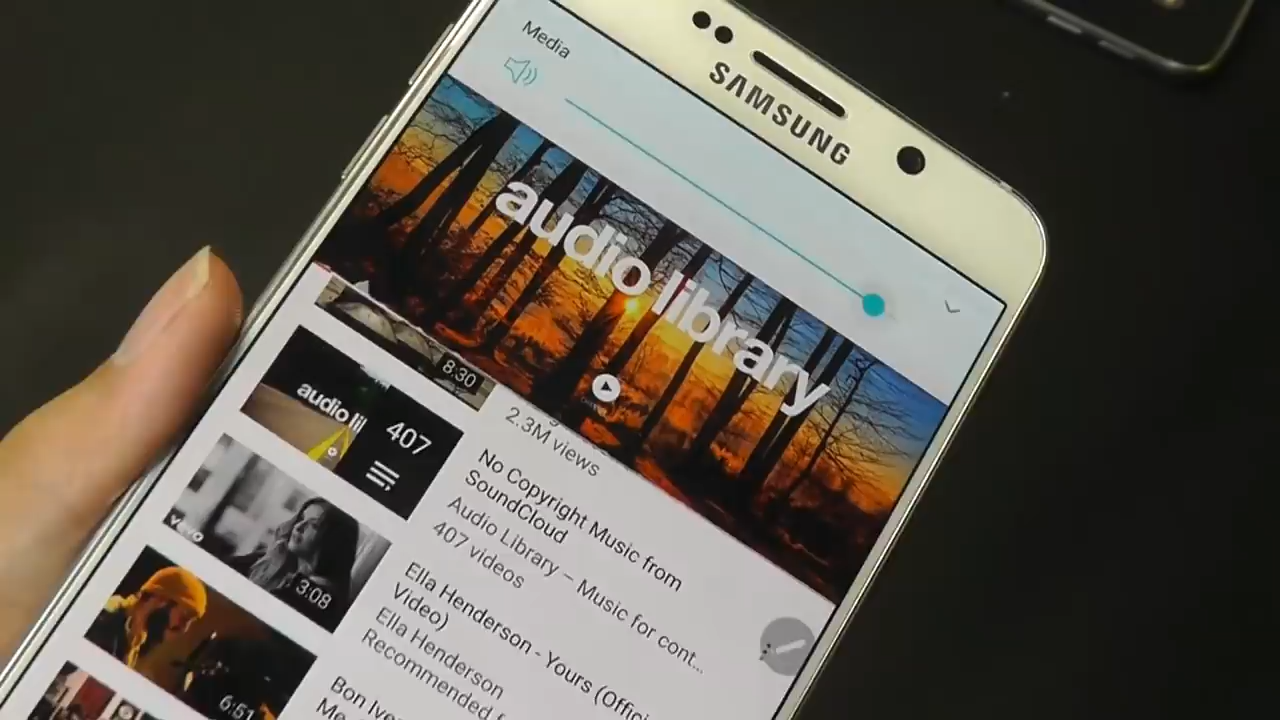 Media
SAMSUNG
audio library
8:30
2.3M views
audio li
407
No Copyright Music from
SoundCloud
Audio Library – Music for cont...
407 videos
vevo
3:08
Ella Henderson - Yours (Offici
Video)
Ella Henderson
Recommended f
6:51
Bon Ive